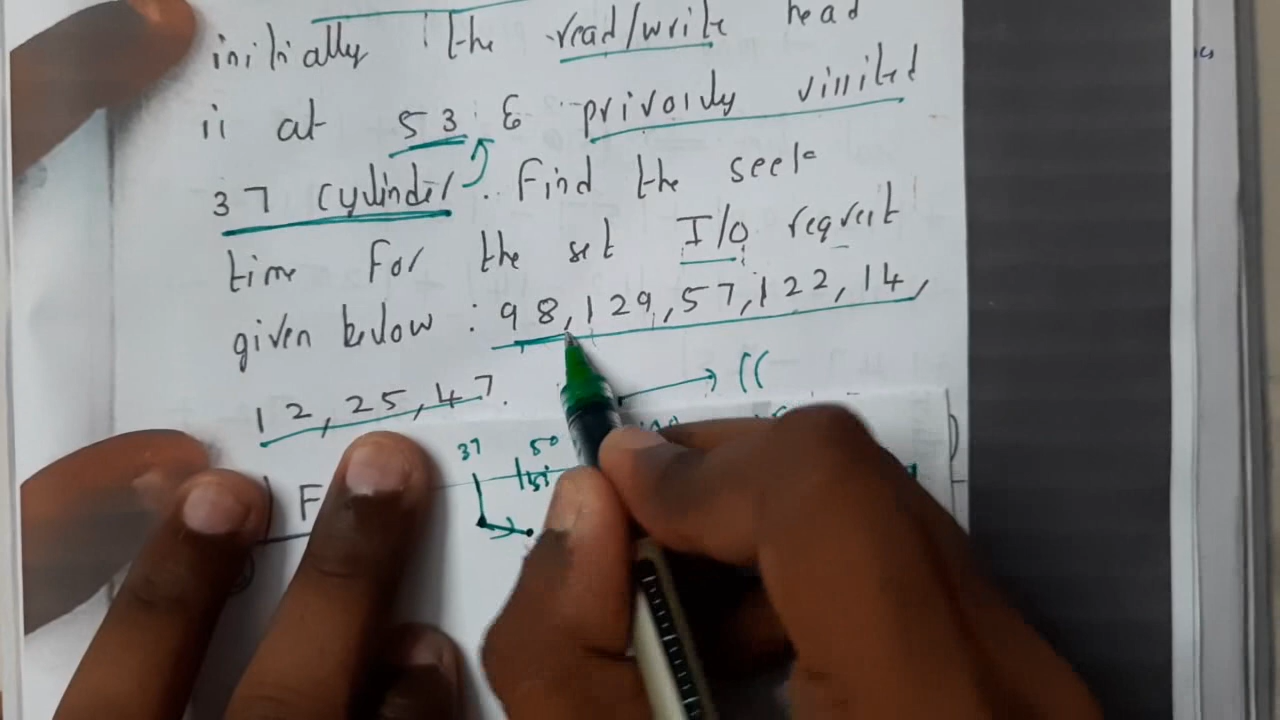 initially the read/write head
is at 53 & privoisly visited
37 cylinder. Find the seek
time for the set I/O request
given below : 98,129,57,122,14,
12,25,47.
37 50
F